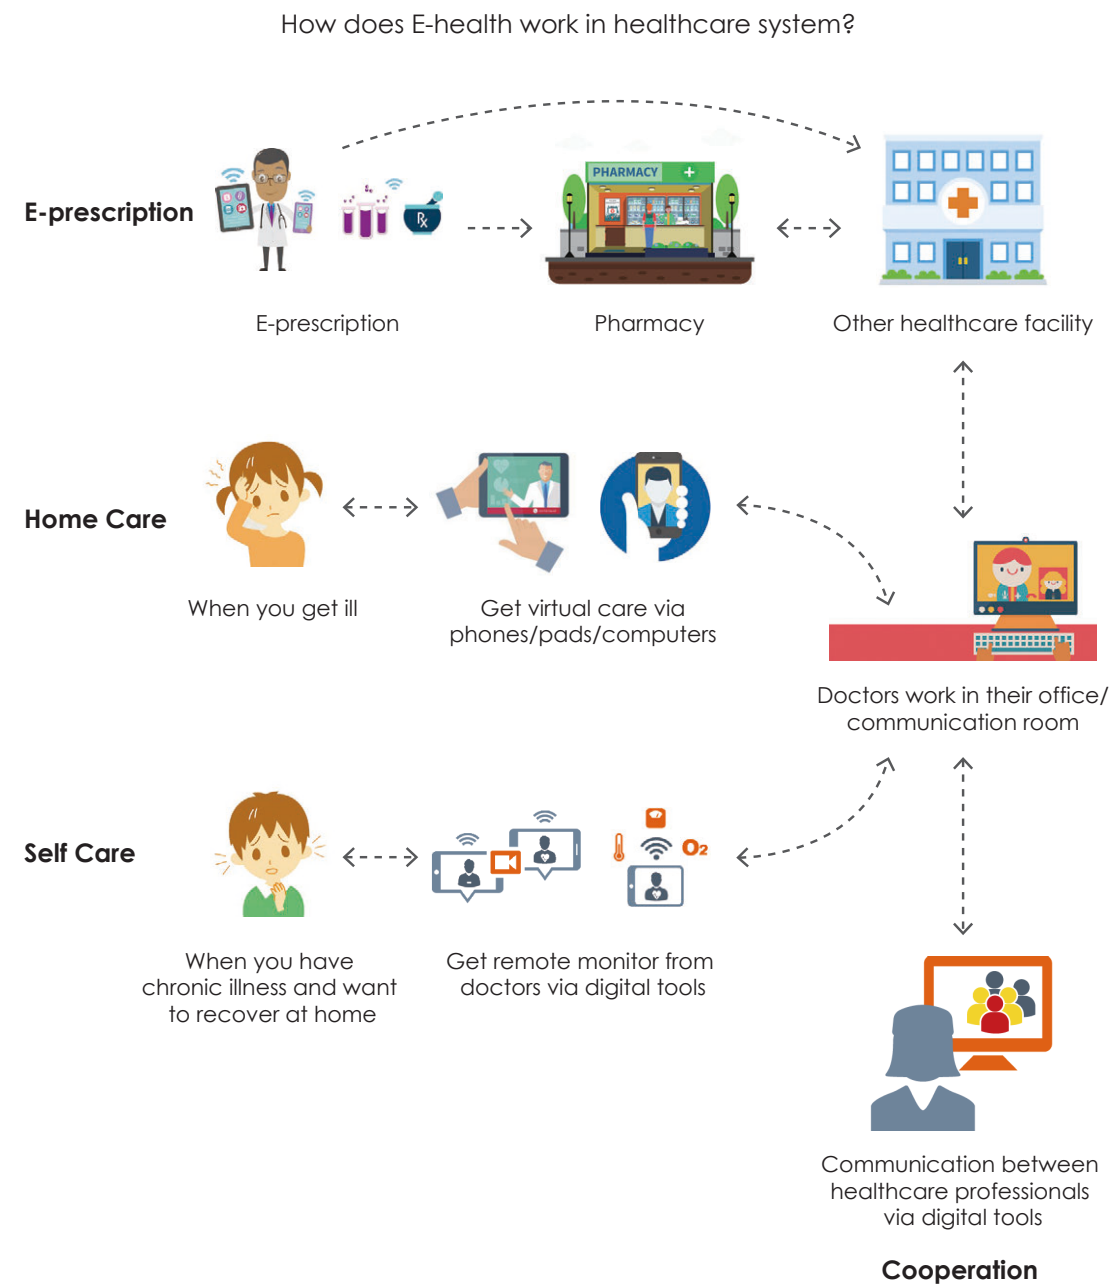 How does E-health work in healthcare system?
E-prescription
PHARMACY
Rx
E-prescription
Pharmacy
Other healthcare facility
Home Care
When you get ill
Get virtual care via
phones/pads/computers
Doctors work in their office/
communication room
Self Care
O2
When you have
chronic illness and want
to recover at home
Get remote monitor from
doctors via digital tools
Communication between
healthcare professionals
via digital tools
Cooperation